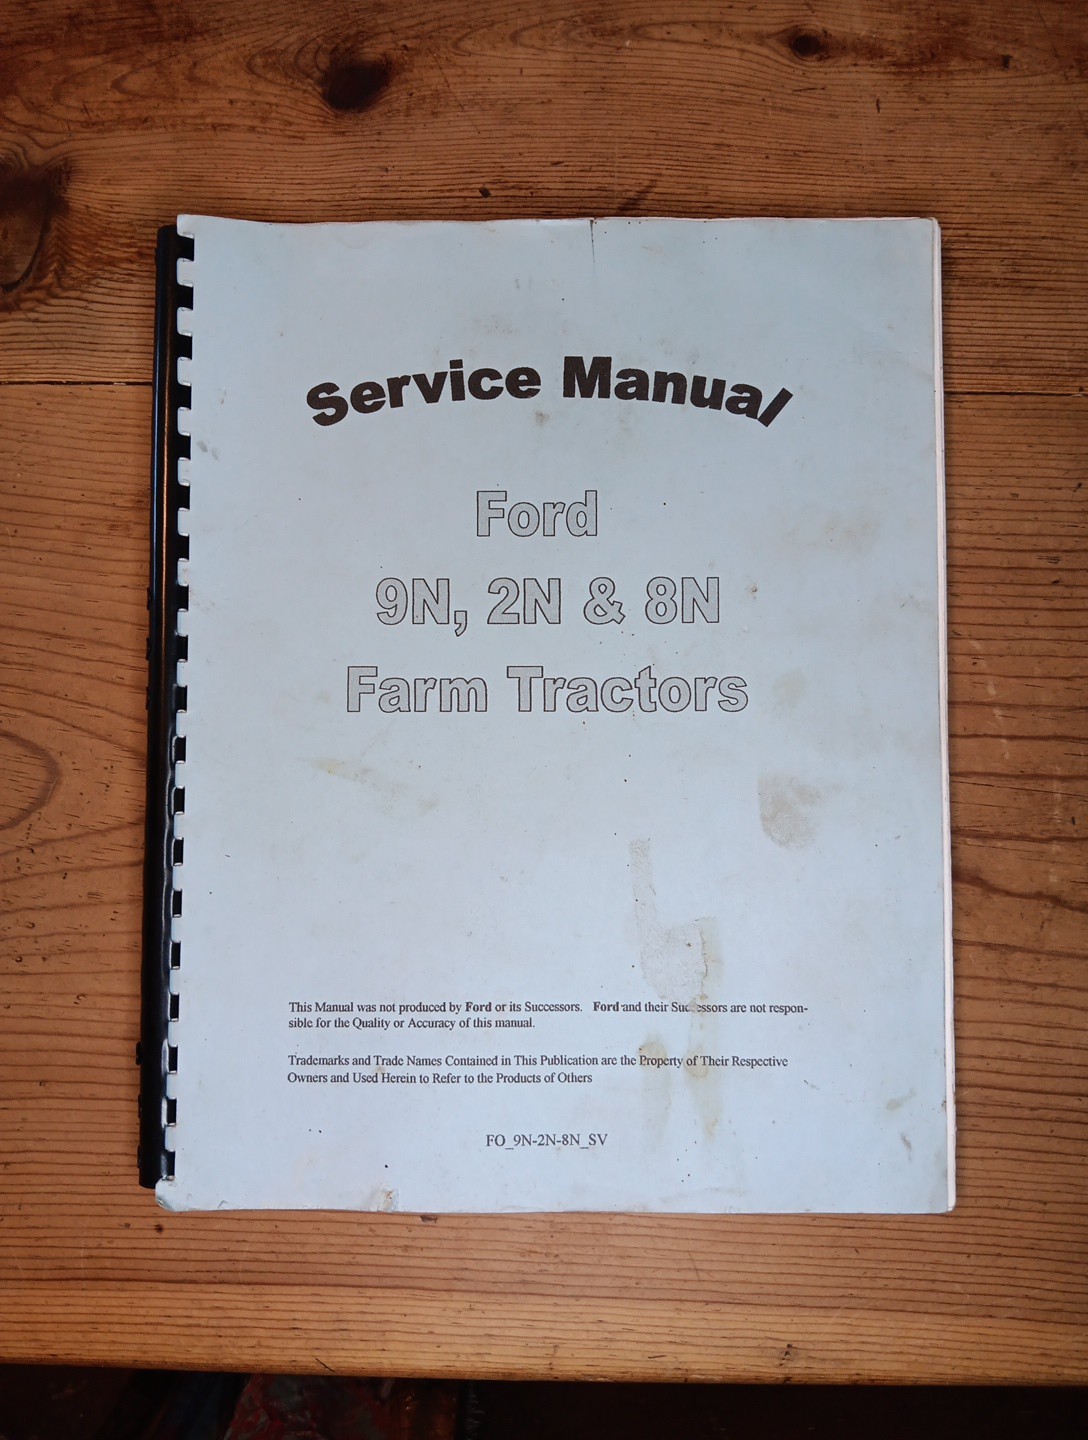 Service Manual
Ford
9N, 2N & 8N
Farm Tractors
This Manual was not produced by Ford or its Successors. Ford and their Successors are not respon-
sible for the Quality or Accuracy of this manual.
Trademarks and Trade Names Contained in This Publication are the Property of Their Respective
Owners and Used Herein to Refer to the Products of Others
FO_9N-2N-8N_SV